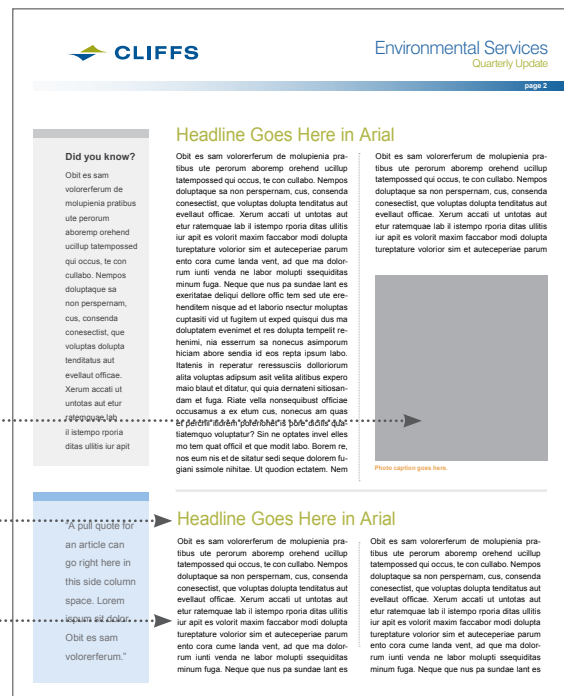 CLIFFS
Environmental Services
Quarterly Update
page 2
Did you know?
Obit es sam
volorerferum de
molupienia pratibus
ute perorum
aboremp orehend
ucillup tatempossed
qui occus, te con
cullabo. Nempos
doluptaque sa
non perspernam,
cus, consenda
conesectist, que
voluptas dolupta
tenditatus aut
evellaut officae.
Xerum accati ut
untotas aut etur
ratemquae lab
il istempo rporia
ditas ullitis iur apit
Headline Goes Here in Arial
Obit es sam volorerferum de molupienia pra-
tibus ute perorum aboremp orehend ucillup
tatempossed qui occus, te con cullabo. Nempos
doluptaque sa non perspernam, cus, consenda
conesectist, que voluptas dolupta tenditatus aut
evellaut officae. Xerum accati ut untotas aut
etur ratemquae lab il istempo rporia ditas ullitis
iur apit es volorit maxim faccabor modi dolupta
tureptature volorior sim et auteceperiae parum
ento cora cume landa vent, ad que ma dolor-
rum iunti venda ne labor molupti ssequiditas
minum fuga. Neque que nus pa sundae lant es
exeritatae deliqui dellore offic tem sed ute ere-
henditem nisque ad et laborio nsectur moluptas
cuptasiti vid ut fugitem ut exped quisqui dus ma
doluptatem evenimet et res dolupta tempelit re-
henimi, nia esserrum sa nonecus asimporum
hiciam abore sendia id eos repta ipsum labo.
Itatenis in reperatur reressusciis dolloriorum
alita voluptas adipsum asit velita alitibus expero
maio blaut et ditatur, qui quia dernateni sitiosan-
dam et fuga. Riate vella nonsequibust officiae
occusamus a ex etum cus, nonecus am quas
et perchil iliorem poreriohet is pore diciis qua-
tiatemquo voluptatur? Sin ne optates invel elles
mo tem quat officil et que modit labo. Borem re,
nos eum nis et de sitatur sedi seque dolorem fu-
giani ssimole nihitae. Ut quodion ectatem. Nem
Obit es sam volorerferum de molupienia pra-
tibus ute perorum aboremp orehend ucillup
tatempossed qui occus, te con cullabo. Nempos
doluptaque sa non perspernam, cus, consenda
conesectist, que voluptas dolupta tenditatus aut
evellaut officae. Xerum accati ut untotas aut
etur ratemquae lab il istempo rporia ditas ullitis
iur apit es volorit maxim faccabor modi dolupta
tureptature volorior sim et auteceperiae parum
Photo caption goes here.
"A pull quote for
an article can
go right here in
this side column
space. Lorem
ispum sit dolor
Obit es sam
volorerferum."
Headline Goes Here in Arial
Obit es sam volorerferum de molupienia pra-
tibus ute perorum aboremp orehend ucillup
tatempossed qui occus, te con cullabo. Nempos
doluptaque sa non perspernam, cus, consenda
conesectist, que voluptas dolupta tenditatus aut
evellaut officae. Xerum accati ut untotas aut
etur ratemquae lab il istempo rporia ditas ullitis
iur apit es volorit maxim faccabor modi dolupta
tureptature volorior sim et auteceperiae parum
ento cora cume landa vent, ad que ma dolor-
rum iunti venda ne labor molupti ssequiditas
minum fuga. Neque que nus pa sundae lant es
Obit es sam volorerferum de molupienia pra-
tibus ute perorum aboremp orehend ucillup
tatempossed qui occus, te con cullabo. Nempos
doluptaque sa non perspernam, cus, consenda
conesectist, que voluptas dolupta tenditatus aut
evellaut officae. Xerum accati ut untotas aut
etur ratemquae lab il istempo rporia ditas ullitis
iur apit es volorit maxim faccabor modi dolupta
tureptature volorior sim et auteceperiae parum
ento cora cume landa vent, ad que ma dolor-
rum iunti venda ne labor molupti ssequiditas
minum fuga. Neque que nus pa sundae lant es